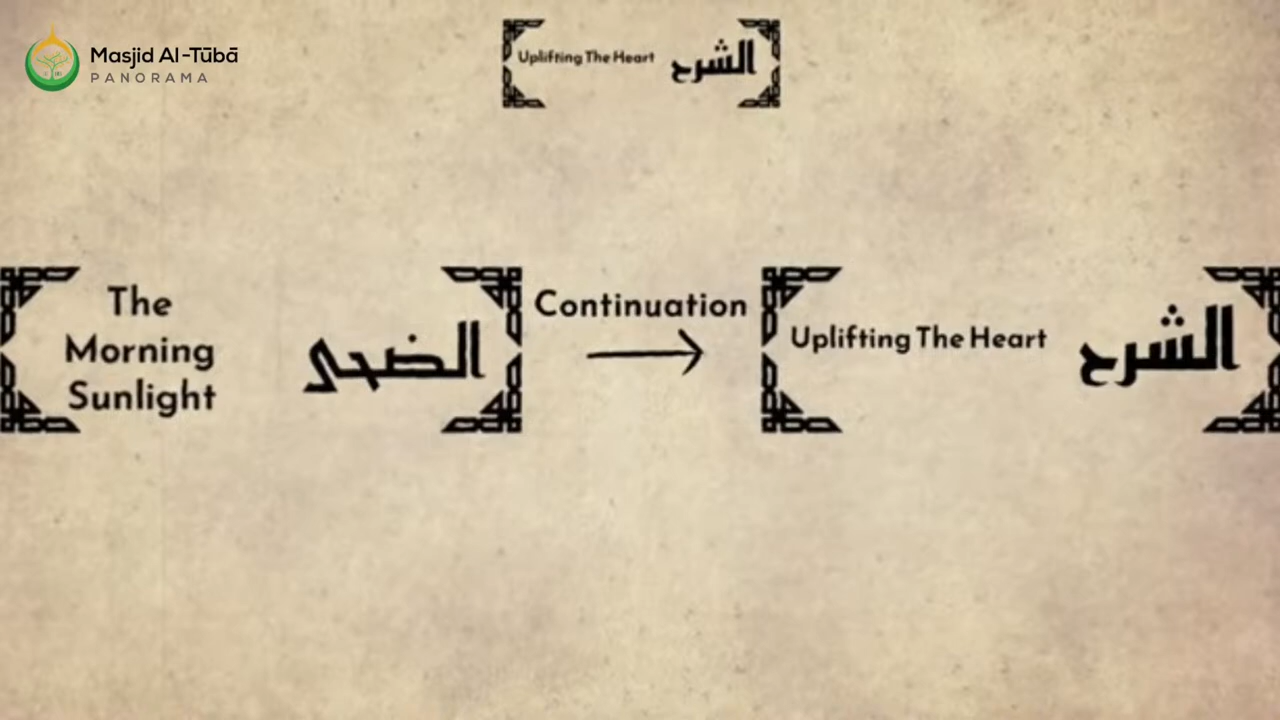 Masjid Al-Tūbā
PANORAMA
Uplifting The Heart الشرح
The
Morning
Sunlight
الضحى
Continuation
Uplifting The Heart
الشرح